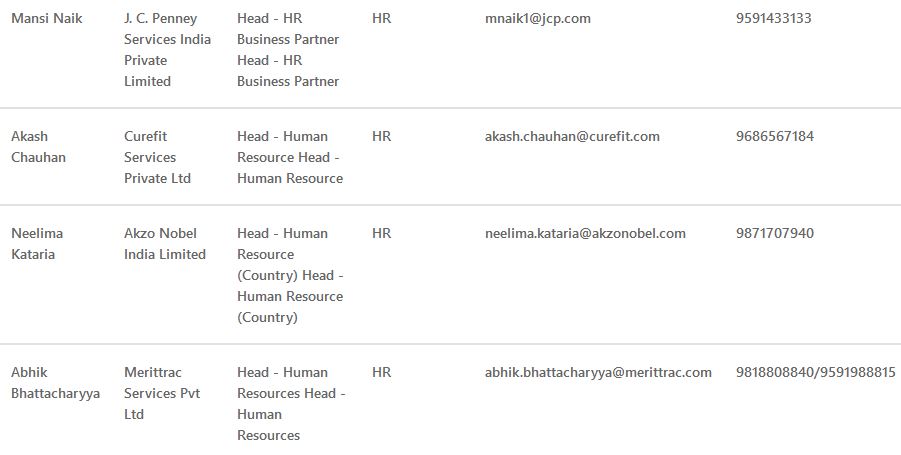 Mansi Naik J. C. Penney Head - HR HR mnaik1@jcp.com 9591433133
Services India Business Partner
Private Head - HR
Limited Business Partner
Akash Curefit Head - Human HR akash.chauhan@curefit.com 9686567184
Chauhan Services Resource Head -
Private Ltd Human Resource
Neelima Akzo Nobel Head - Human HR neelima.kataria@akzonobel.com 9871707940
Kataria India Limited Resource
(Country) Head -
Human Resource
(Country)
Abhik Merittrac Head - Human HR abhik.bhattacharyya@merittrac.com 9818808840/9591988815
Bhattacharyya Services Pvt Resources Head -
Ltd Human
Resources